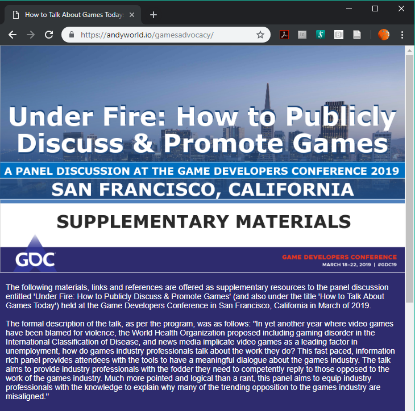 How to Talk About Games Today
https://andyworld.io/gamesadvocacy/
Under Fire: How to Publicly
Discuss & Promote Games
A PANEL DISCUSSION AT THE GAME DEVELOPERS CONFERENCE 2019
SAN FRANCISCO, CALIFORNIA
SUPPLEMENTARY MATERIALS
GDC
GAME DEVELOPERS CONFERENCE
MARCH 18-22, 2019 | #GDC19
The following materials, links and references are offered as supplementary resources to the panel discussion
entitled 'Under Fire: How to Publicly Discuss & Promote Games' (and also under the title 'How to Talk About
Games Today') held at the Game Developers Conference in San Francisco, California in March of 2019.
The formal description of the talk, as per the program, was as follows: "In yet another year where video games
have been blamed for violence, the World Health Organization proposed including gaming disorder in the
International Classification of Disease, and news media implicate video games as a leading factor in
unemployment, how do games industry professionals talk about the work they do? This fast paced, information
rich panel provides attendees with the tools to have a meaningful dialogue about the games industry. The talk
aims to provide industry professionals with the fodder they need to competently reply to those opposed to the
work of the games industry. Much more pointed and logical than a rant, this panel aims to equip industry
professionals with the knowledge to explain why many of the trending opposition to the games industry are
misaligned."